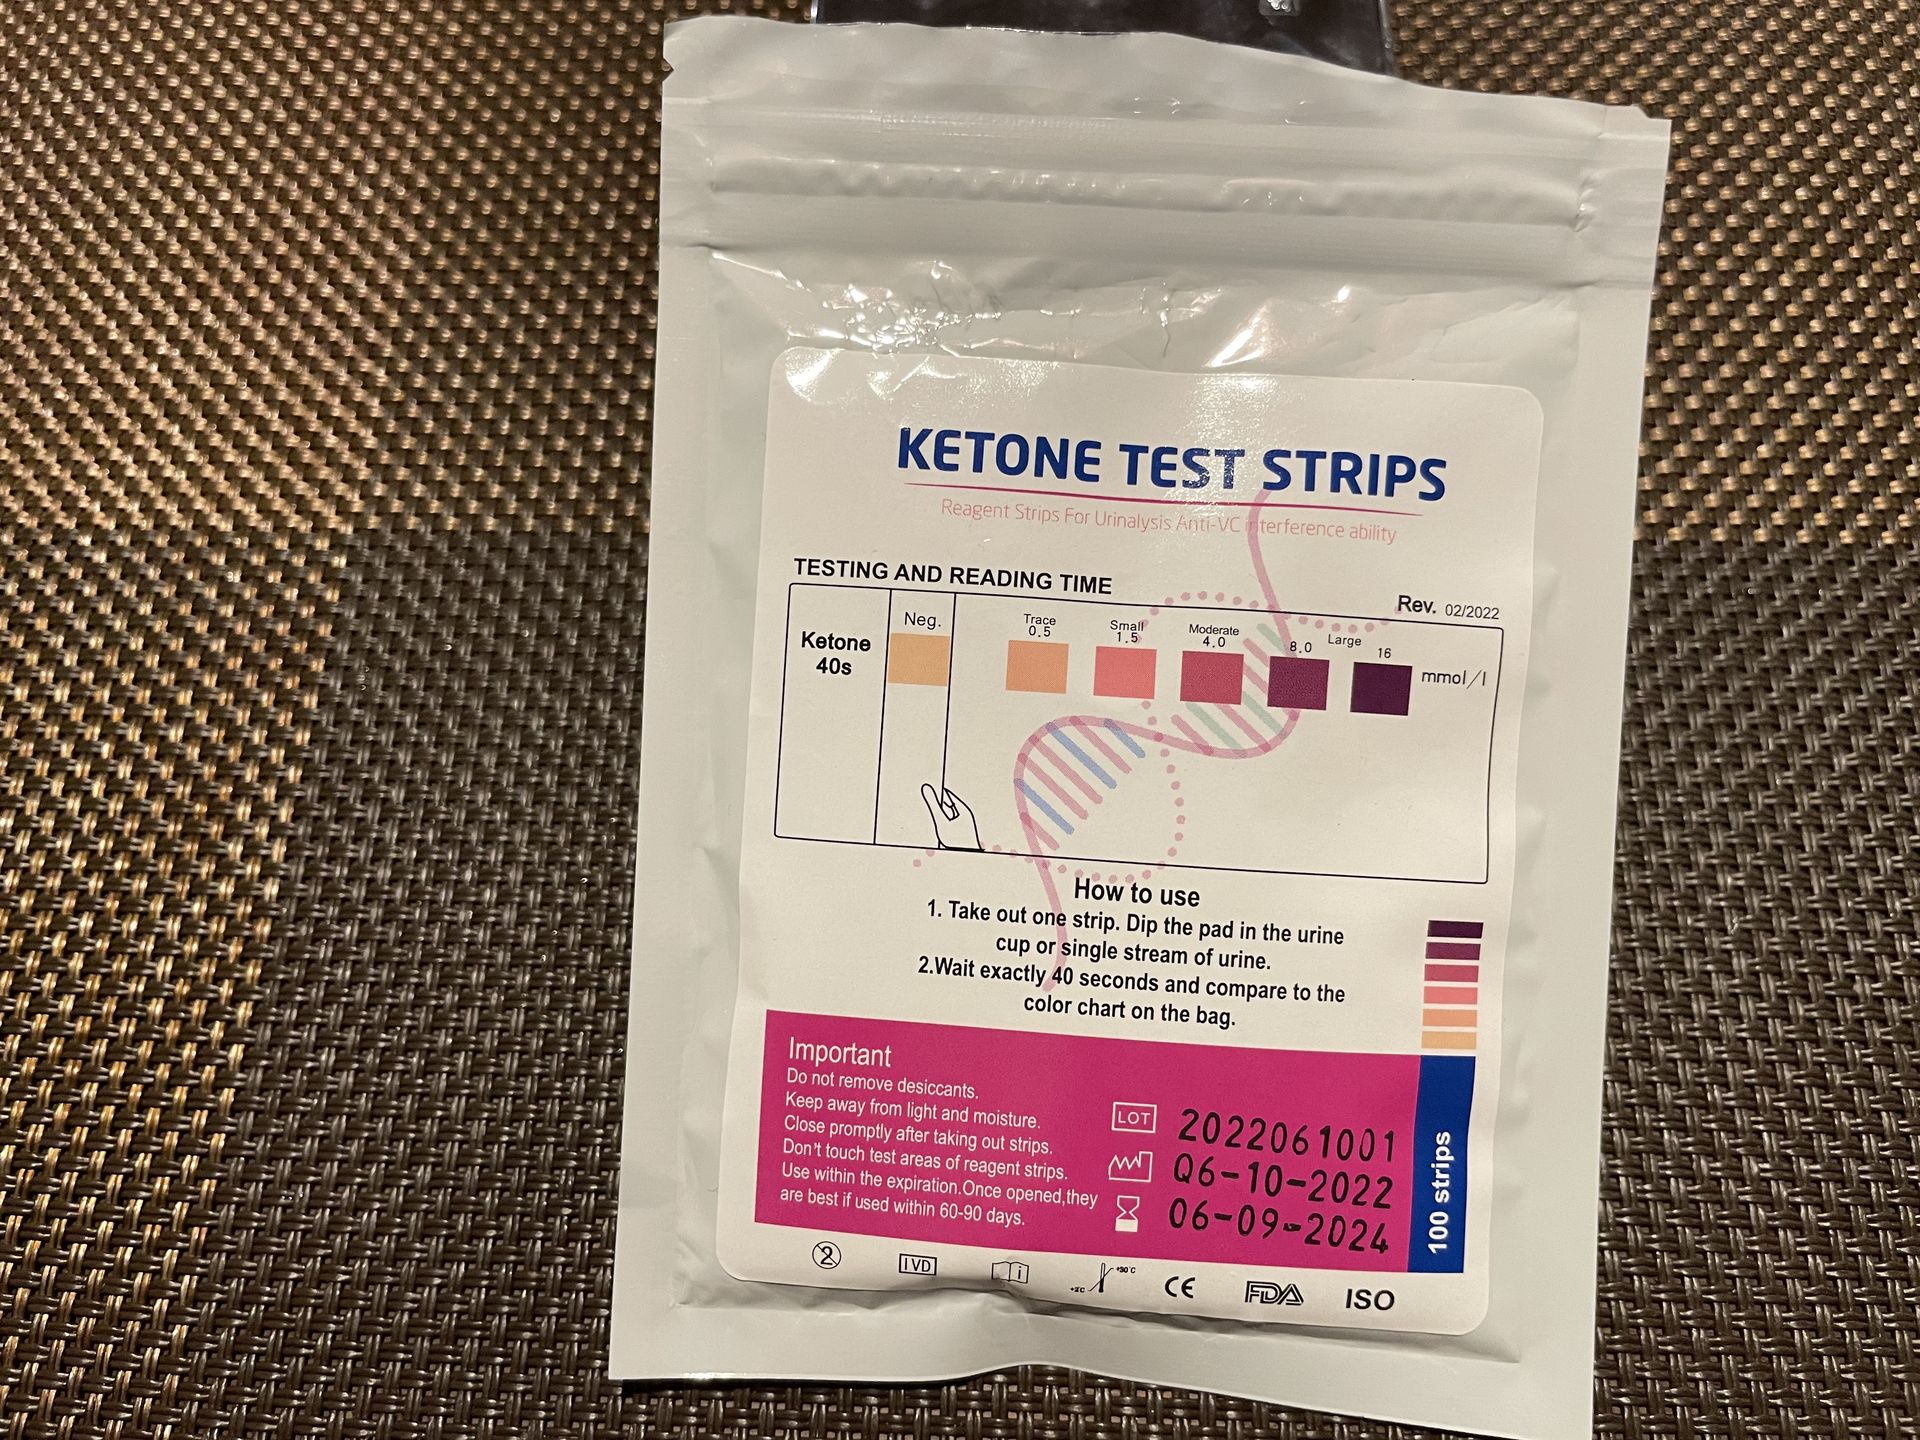 KETONE TEST STRIPS
Reagent Strips For Urinalysis Anti-VC interference ability
TESTING AND READING TIME
Rev. 02/2022
Ketone
40s
Neg.
Trace
0.5
Small
1.5
Moderate
4.0
8.0
Large
16
mmol/l
How to use
1. Take out one strip. Dip the pad in the urine
cup or single stream of urine.
2.Wait exactly 40 seconds and compare to the
color chart on the bag.
Important
Do not remove desiccants.
Keep away from light and moisture.
Close promptly after taking out strips.
Don't touch test areas of reagent strips.
Use within the expiration.Once opened,they
are best if used within 60-90 days.
LOT 2022061001
06-10-2022
06-09-2024
100 strips
2
IVD
i
+2°C
+30°C
CE
FDA
ISO